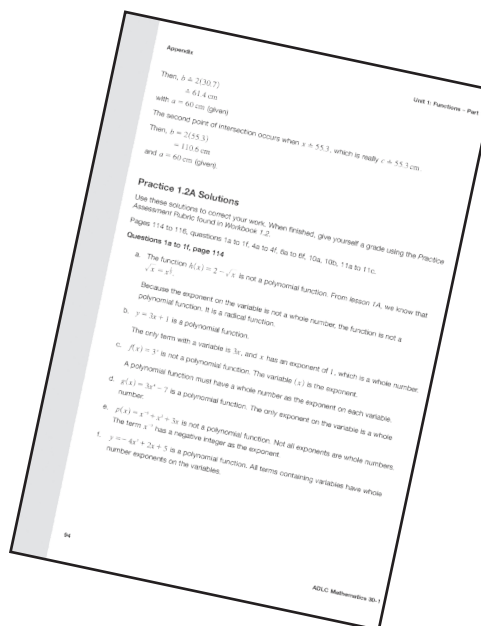 Appendix
Unit 1: Functions – Part
Then, b ≐ 2(30.7)
≐ 61.4 cm
with a = 60 cm (given)
The second point of intersection occurs when x ≐ 55.3, which is really c ≐ 55.3 cm.
Then, b = 2(55.3)
= 110.6 cm
and a = 60 cm (given).
Practice 1.2A Solutions
Use these solutions to correct your work. When finished, give yourself a grade using the Practice
Assessment Rubric found in Workbook 1.2.
Pages 114 to 116, questions 1a to 1f, 4a to 4f, 6a to 6f, 10a, 10b, 11a to 11c.
Questions 1a to 1f, page 114
a. The function h(x) = 2 − √x is not a polynomial function. From lesson 1A, we know that
Because the exponent on the variable is not a whole number, the function is not a
polynomial function. It is a radical function.
b. y = 3x + 1 is a polynomial function.
The only term with a variable is 3x, and x has an exponent of 1, which is a whole number.
c. f(x) = 3ˣ is not a polynomial function. The variable (x) is the exponent.
A polynomial function must have a whole number as the exponent on each variable.
d. g(x) = 3x⁴ − 7 is a polynomial function. The only exponent on the variable is a whole
number.
e. is not a polynomial function. Not all exponents are whole numbers.
The term has a negative integer as the exponent.
f. is a polynomial function. All terms containing variables have whole
number exponents on the variables.
94
ADLC Mathematics 30-1